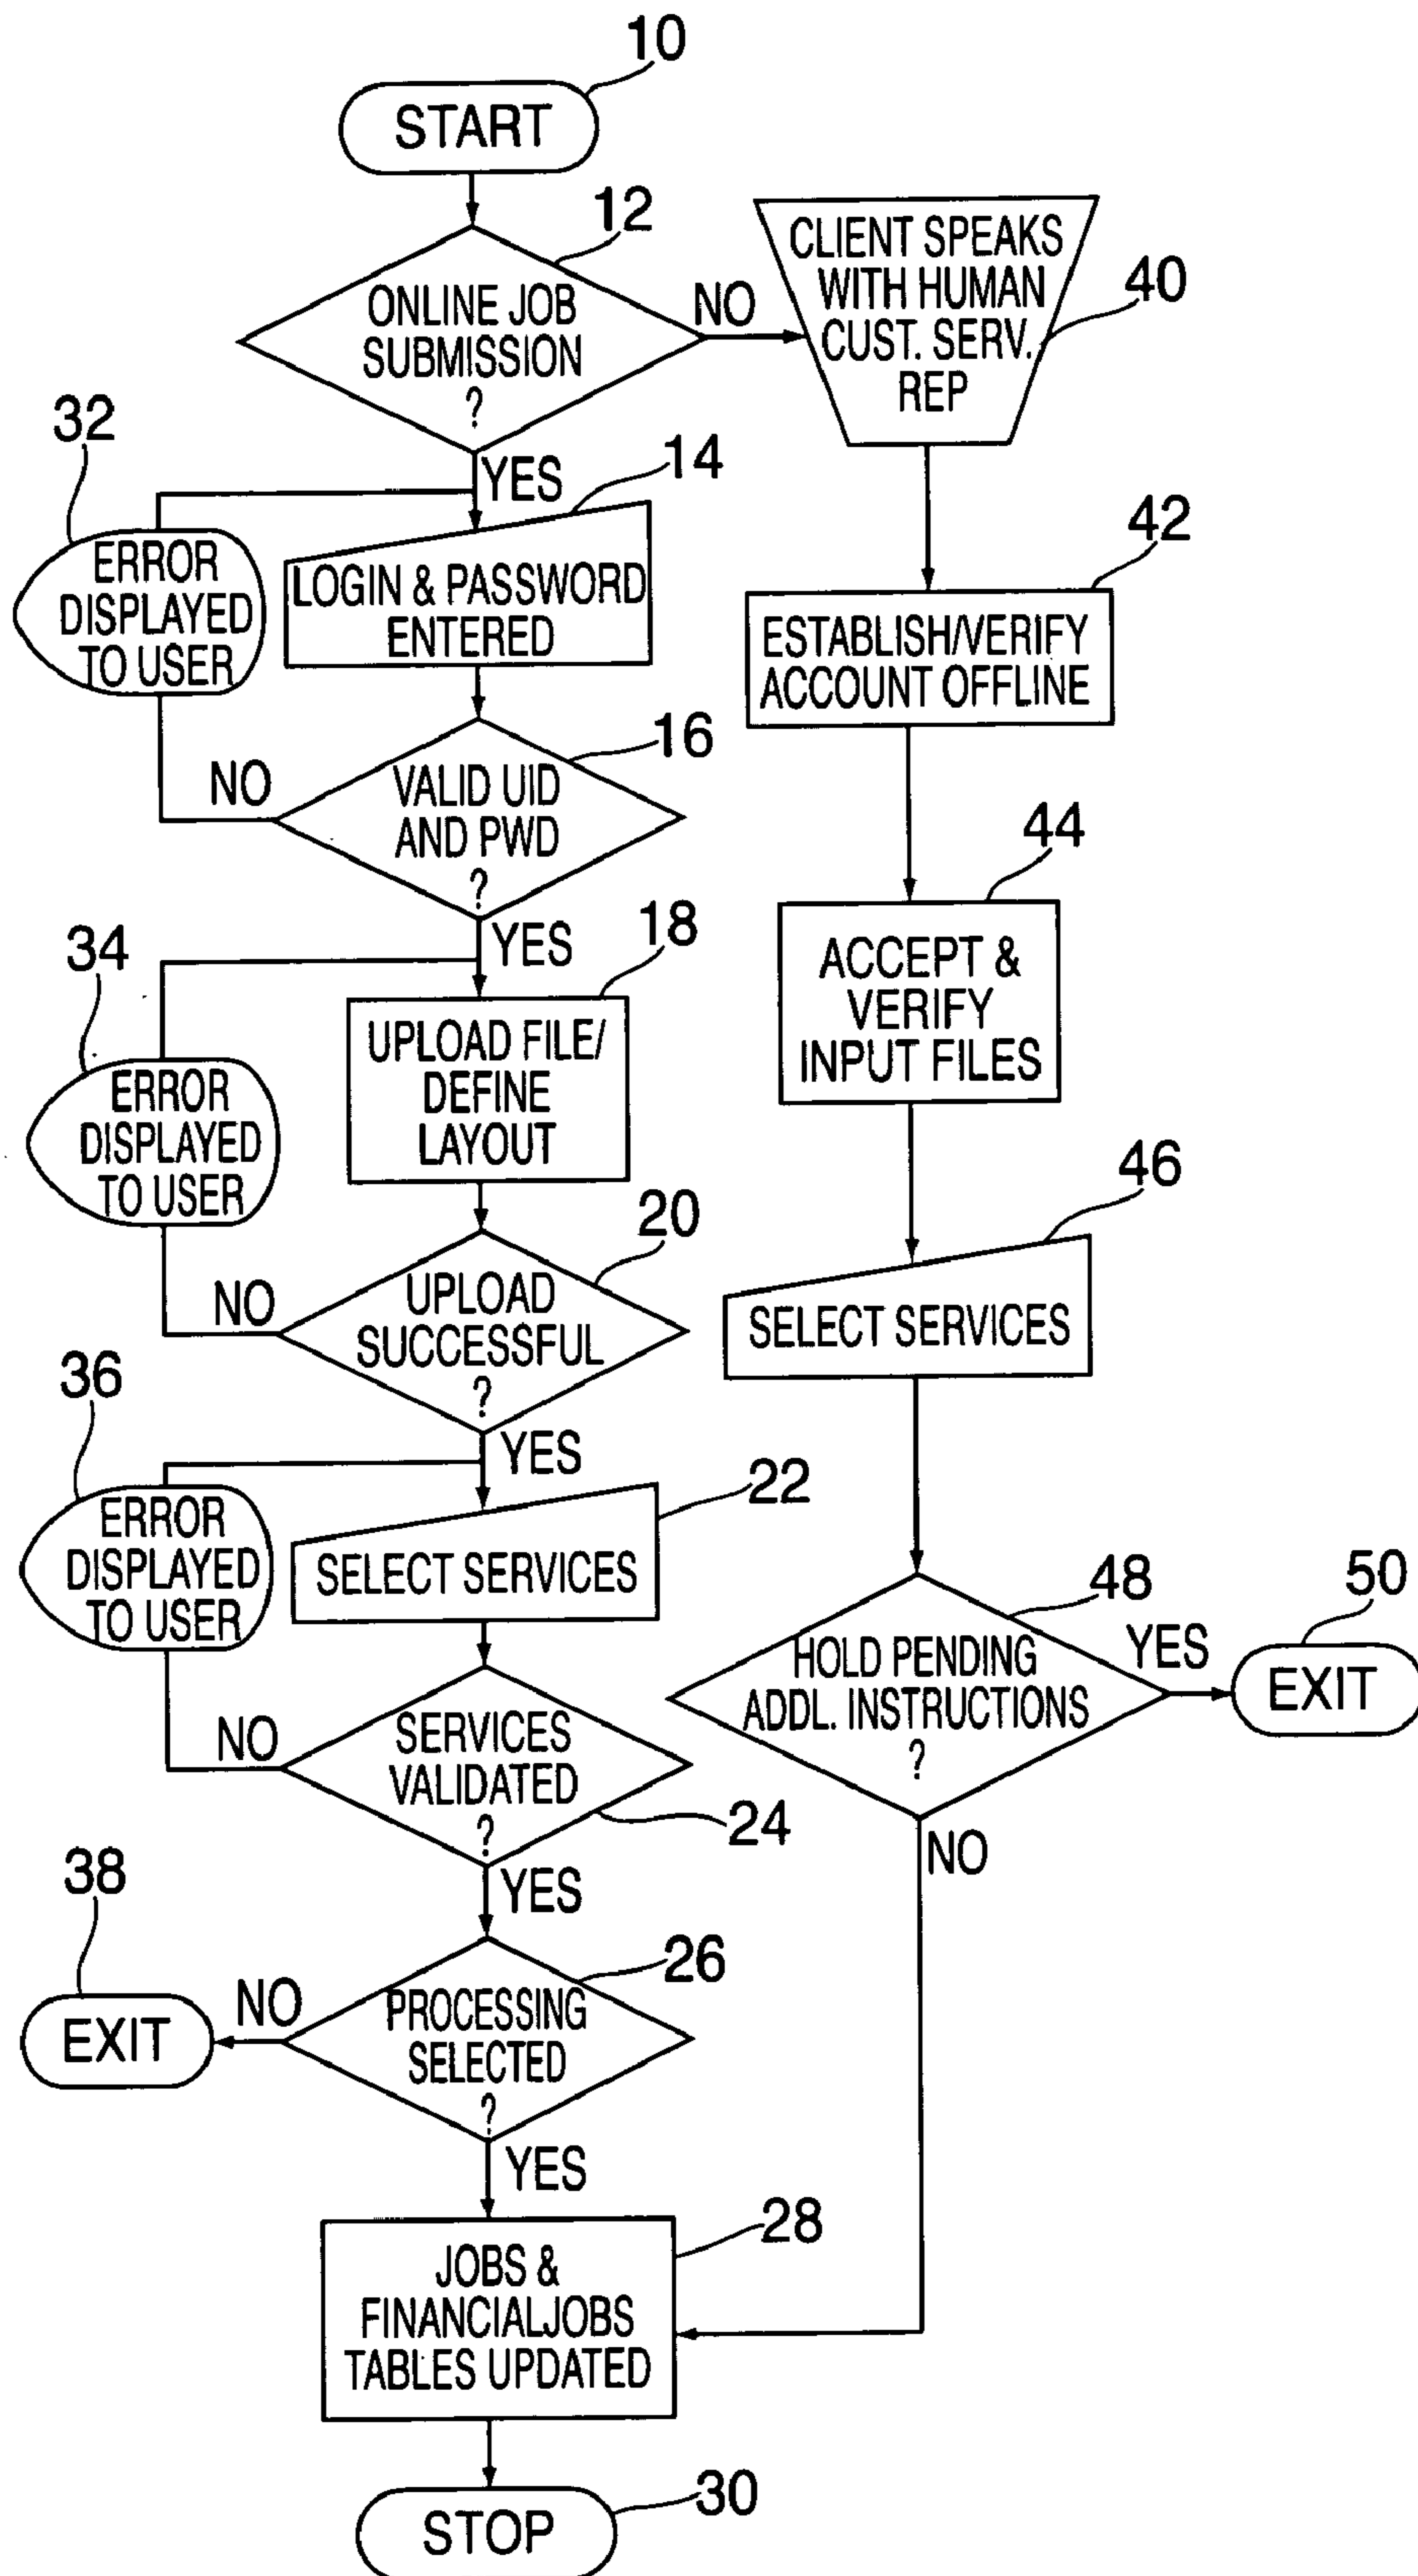 10
START
12
ONLINE JOB
SUBMISSION
?
NO
CLIENT SPEAKS
WITH HUMAN
CUST. SERV.
REP
40
YES
32
ERROR
DISPLAYED
TO USER
14
LOGIN & PASSWORD
ENTERED
42
ESTABLISH/VERIFY
ACCOUNT OFFLINE
16
VALID UID
AND PWD
?
NO
YES
44
ACCEPT &
VERIFY
INPUT FILES
34
ERROR
DISPLAYED
TO USER
18
UPLOAD FILE/
DEFINE
LAYOUT
20
UPLOAD
SUCCESSFUL
?
NO
YES
46
SELECT SERVICES
36
ERROR
DISPLAYED
TO USER
22
SELECT SERVICES
48
HOLD PENDING
ADDL. INSTRUCTIONS
?
YES
50
EXIT
NO
SERVICES
VALIDATED
?
24
NO
YES
38
EXIT
NO
26
PROCESSING
SELECTED
?
YES
28
JOBS &
FINANCIALJOBS
TABLES UPDATED
30
STOP